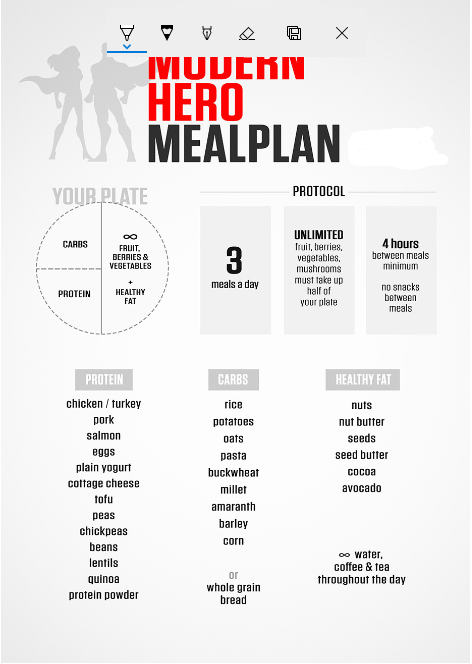 MODERN
HERO
MEALPLAN
YOUR PLATE
CARBS
PROTEIN
∞
FRUIT,
BERRIES &
VEGETABLES
+
HEALTHY
FAT
PROTOCOL
3
meals a day
UNLIMITED
fruit, berries,
vegetables,
mushrooms
must take up
half of
your plate
4 hours
between meals
minimum
no snacks
between
meals
PROTEIN
chicken / turkey
pork
salmon
eggs
plain yogurt
cottage cheese
tofu
peas
chickpeas
beans
lentils
quinoa
protein powder
CARBS
rice
potatoes
oats
pasta
buckwheat
millet
amaranth
barley
corn
or
whole grain
bread
HEALTHY FAT
nuts
nut butter
seeds
seed butter
cocoa
avocado
∞ water,
coffee & tea
throughout the day